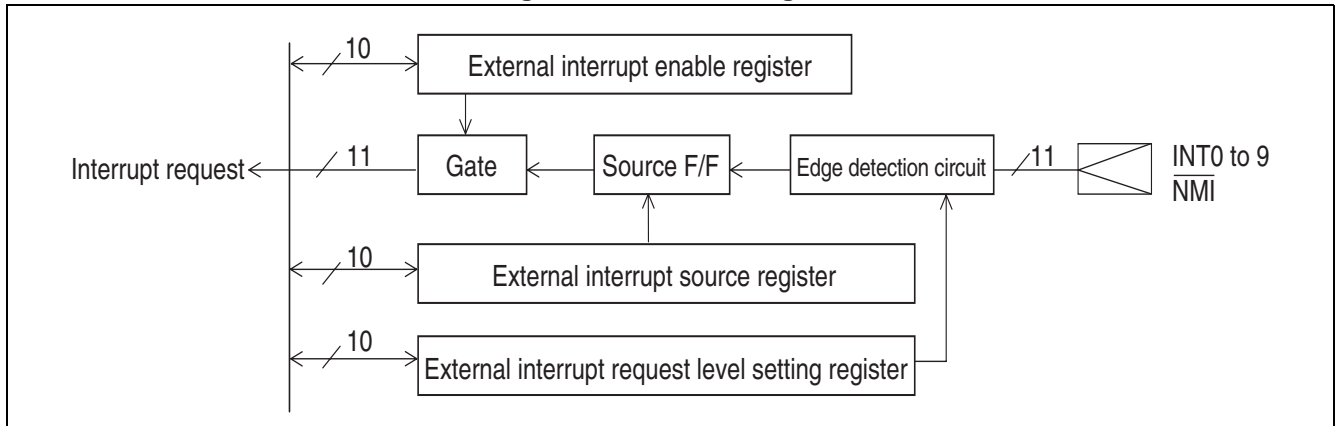 10
External interrupt enable register
Interrupt request
11
Gate
Source F/F
Edge detection circuit
11
INT0 to 9
NMI
10
External interrupt source register
10
External interrupt request level setting register